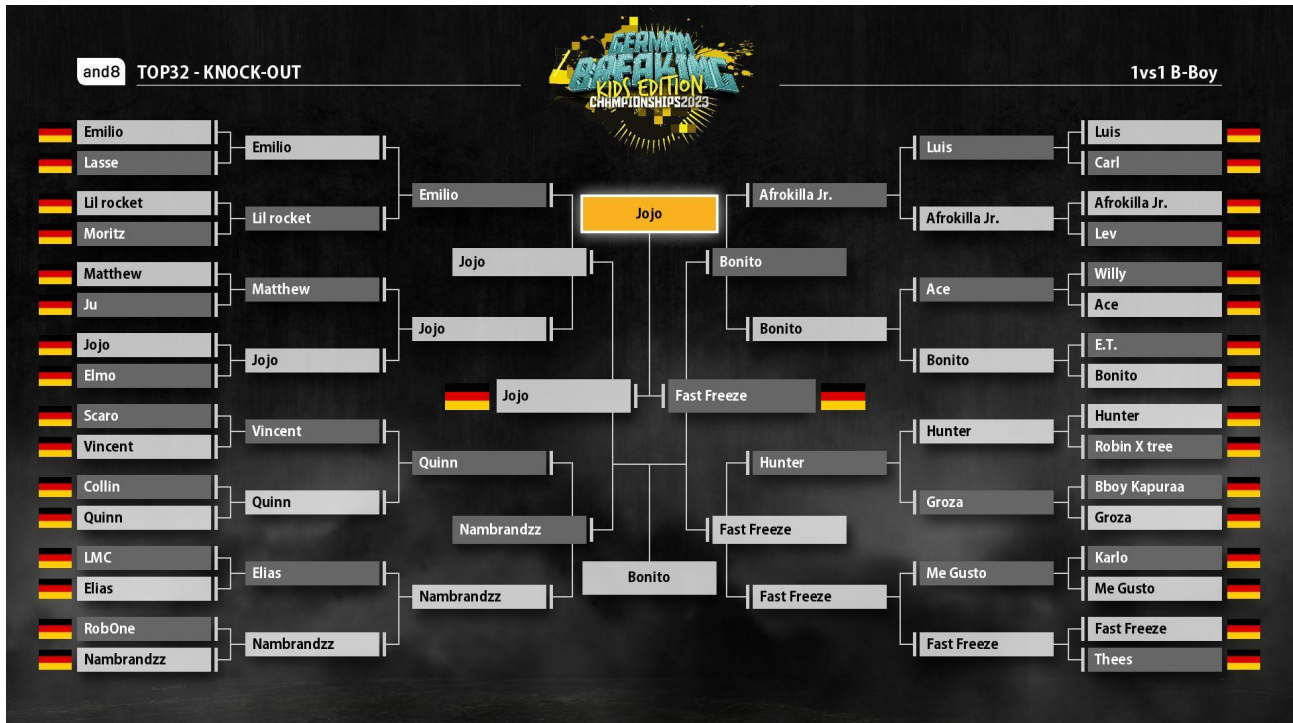 and8 TOP32 - KNOCK-OUT
GERMAN
BREAKING
KIDS EDITION
CHAMPIONSHIPS2023
1vs1 B-Boy
Emilio
Lasse
Lil rocket
Moritz
Matthew
Ju
Jojo
Elmo
Scaro
Vincent
Collin
Quinn
LMC
Elias
RobOne
Nambrandzz
Emilio
Lil rocket
Matthew
Jojo
Vincent
Quinn
Elias
Nambrandzz
Emilio
Jojo
Quinn
Nambrandzz
Jojo
Nambrandzz
Jojo
Jojo
Fast Freeze
Bonito
Bonito
Fast Freeze
Afrokilla Jr.
Bonito
Hunter
Fast Freeze
Luis
Afrokilla Jr.
Ace
Bonito
Hunter
Groza
Me Gusto
Fast Freeze
Luis
Carl
Afrokilla Jr.
Lev
Willy
Ace
E.T.
Bonito
Hunter
Robin X tree
Bboy Kapuraa
Groza
Karlo
Me Gusto
Fast Freeze
Thees